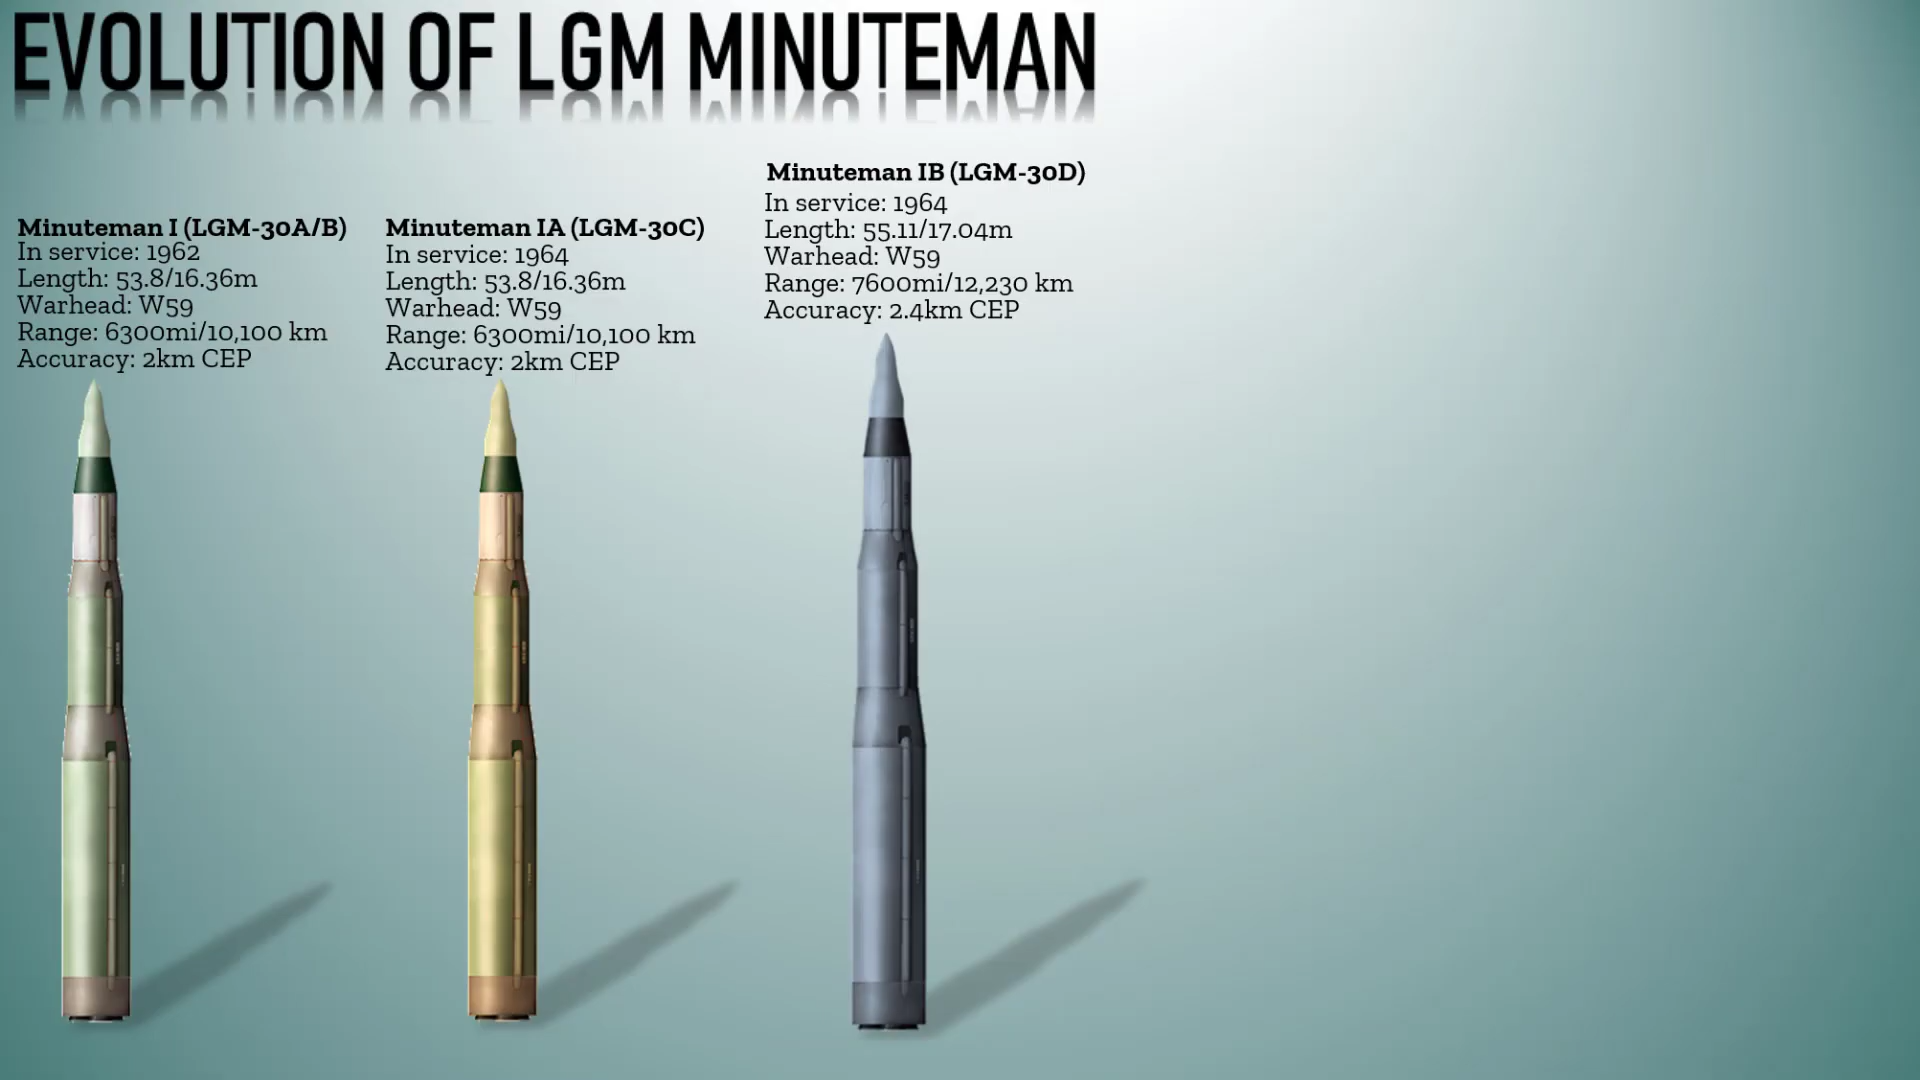 EVOLUTION OF LGM MINUTEMAN
Minuteman I (LGM-30A/B)
In service: 1962
Length: 53.8/16.36m
Warhead: W59
Range: 6300mi/10,100 km
Accuracy: 2km CEP
Minuteman IA (LGM-30C)
In service: 1964
Length: 53.8/16.36m
Warhead: W59
Range: 6300mi/10,100 km
Accuracy: 2km CEP
Minuteman IB (LGM-30D)
In service: 1964
Length: 55.11/17.04m
Warhead: W59
Range: 7600mi/12,230 km
Accuracy: 2.4km CEP